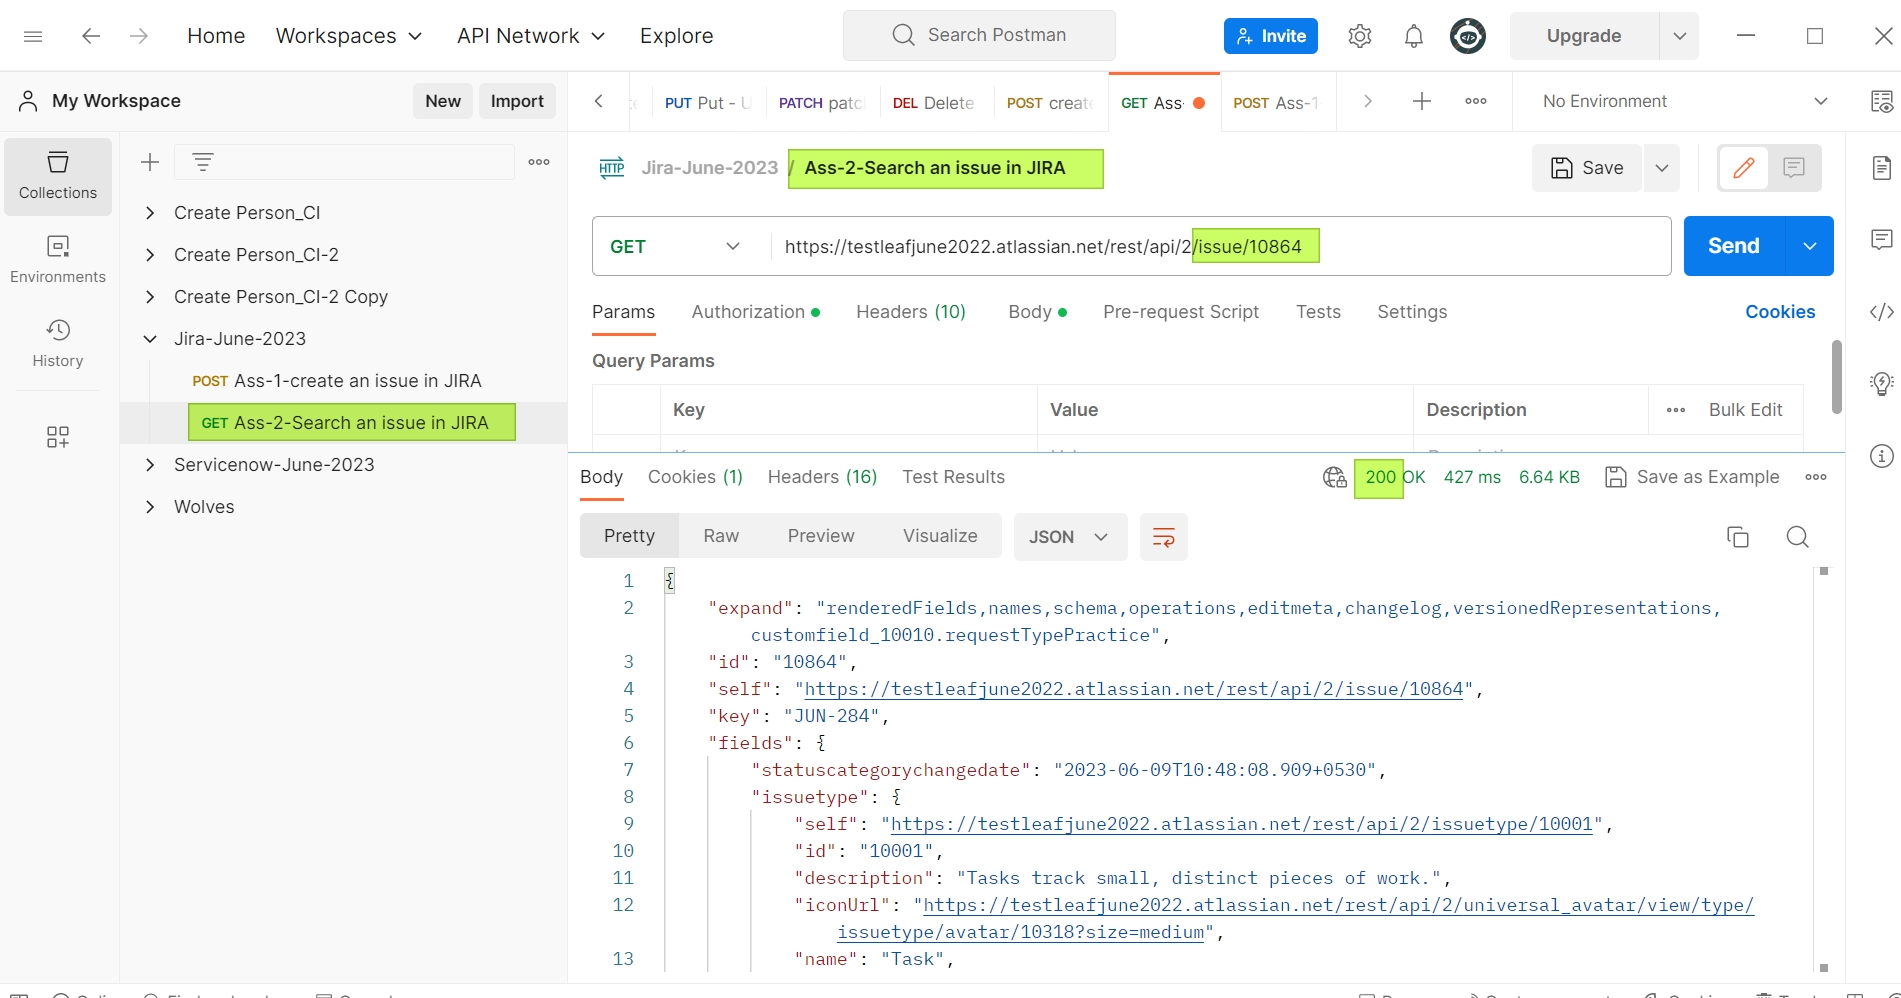 Home
Workspaces
API Network
Explore
Search Postman
Invite
Upgrade
My Workspace
New
Import
PUT Put - U
PATCH patc
DEL Delete
POST create
GET Ass-
POST Ass-1
No Environment
Collections
Environments
History
Create Person_CI
Create Person_CI-2
Create Person_CI-2 Copy
Jira-June-2023
POST Ass-1-create an issue in JIRA
GET Ass-2-Search an issue in JIRA
Servicenow-June-2023
Wolves
HTTP Jira-June-2023 / Ass-2-Search an issue in JIRA
Save
GET
https://testleafjune2022.atlassian.net/rest/api/2/issue/10864
Send
Params Authorization Headers (10) Body Pre-request Script Tests Settings Cookies
Query Params
Key Value Description Bulk Edit
Body Cookies (1) Headers (16) Test Results
200 OK 427 ms 6.64 KB Save as Example
Pretty Raw Preview Visualize JSON
1 {
2 "expand": "renderedFields,names,schema,operations,editmeta,changelog,versionedRepresentations,
customfield_10010.requestTypePractice",
3 "id": "10864",
4 "self": "https://testleafjune2022.atlassian.net/rest/api/2/issue/10864",
5 "key": "JUN-284",
6 "fields": {
7 "statuscategorychangedate": "2023-06-09T10:48:08.909+0530",
8 "issuetype": {
9 "self": "https://testleafjune2022.atlassian.net/rest/api/2/issuetype/10001",
10 "id": "10001",
11 "description": "Tasks track small, distinct pieces of work.",
12 "iconUrl": "https://testleafjune2022.atlassian.net/rest/api/2/universal_avatar/view/type/
issuetype/avatar/10318?size=medium",
13 "name": "Task",